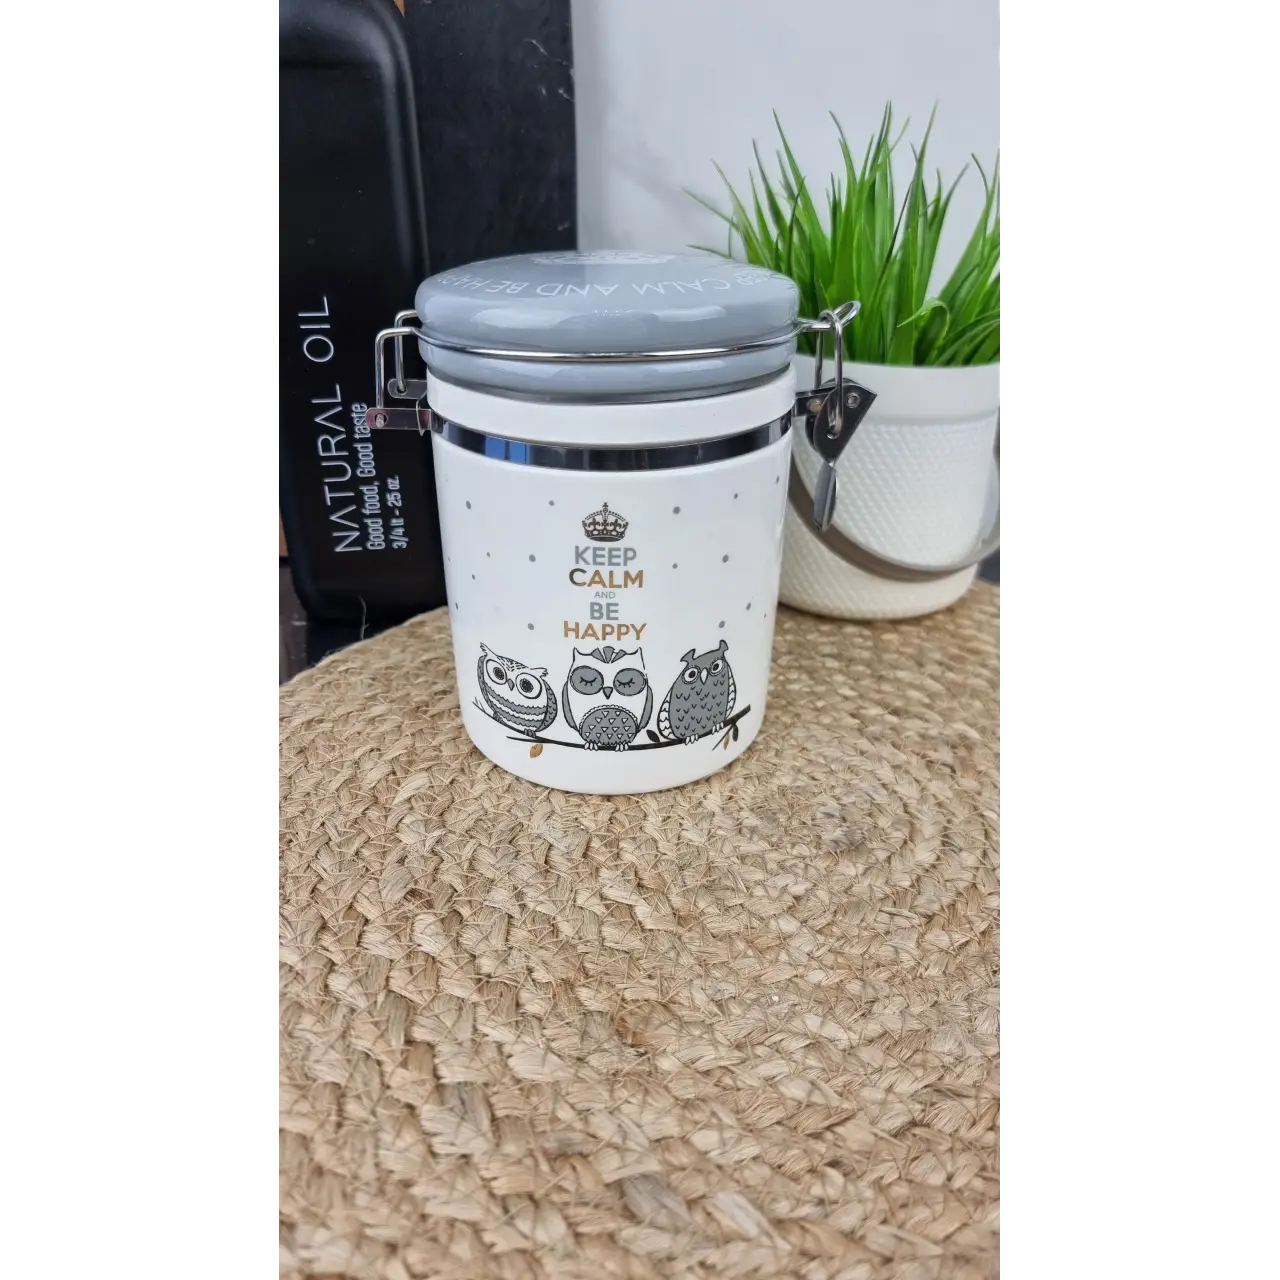 KEEP CALM AND BE HAPPY
NATURAL OIL
Good food, Good taste
3/4 lt - 25 oz.
KEEP
CALM
AND
BE
HAPPY